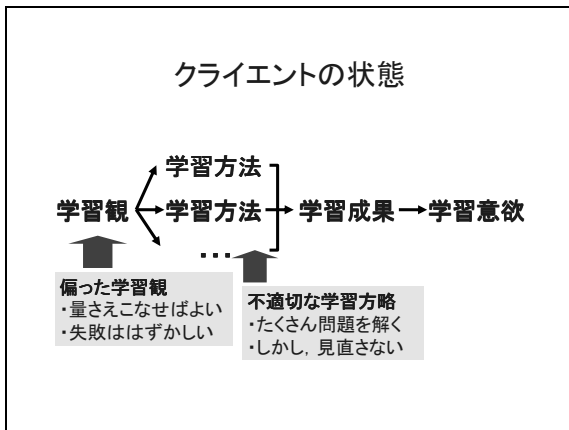 クライエントの状態
学習方法
学習観 学習方法 学習成果 学習意欲
…
偏った学習観
・量さえこなせばよい
・失敗ははずかしい
不適切な学習方略
・たくさん問題を解く
・しかし，見直さない